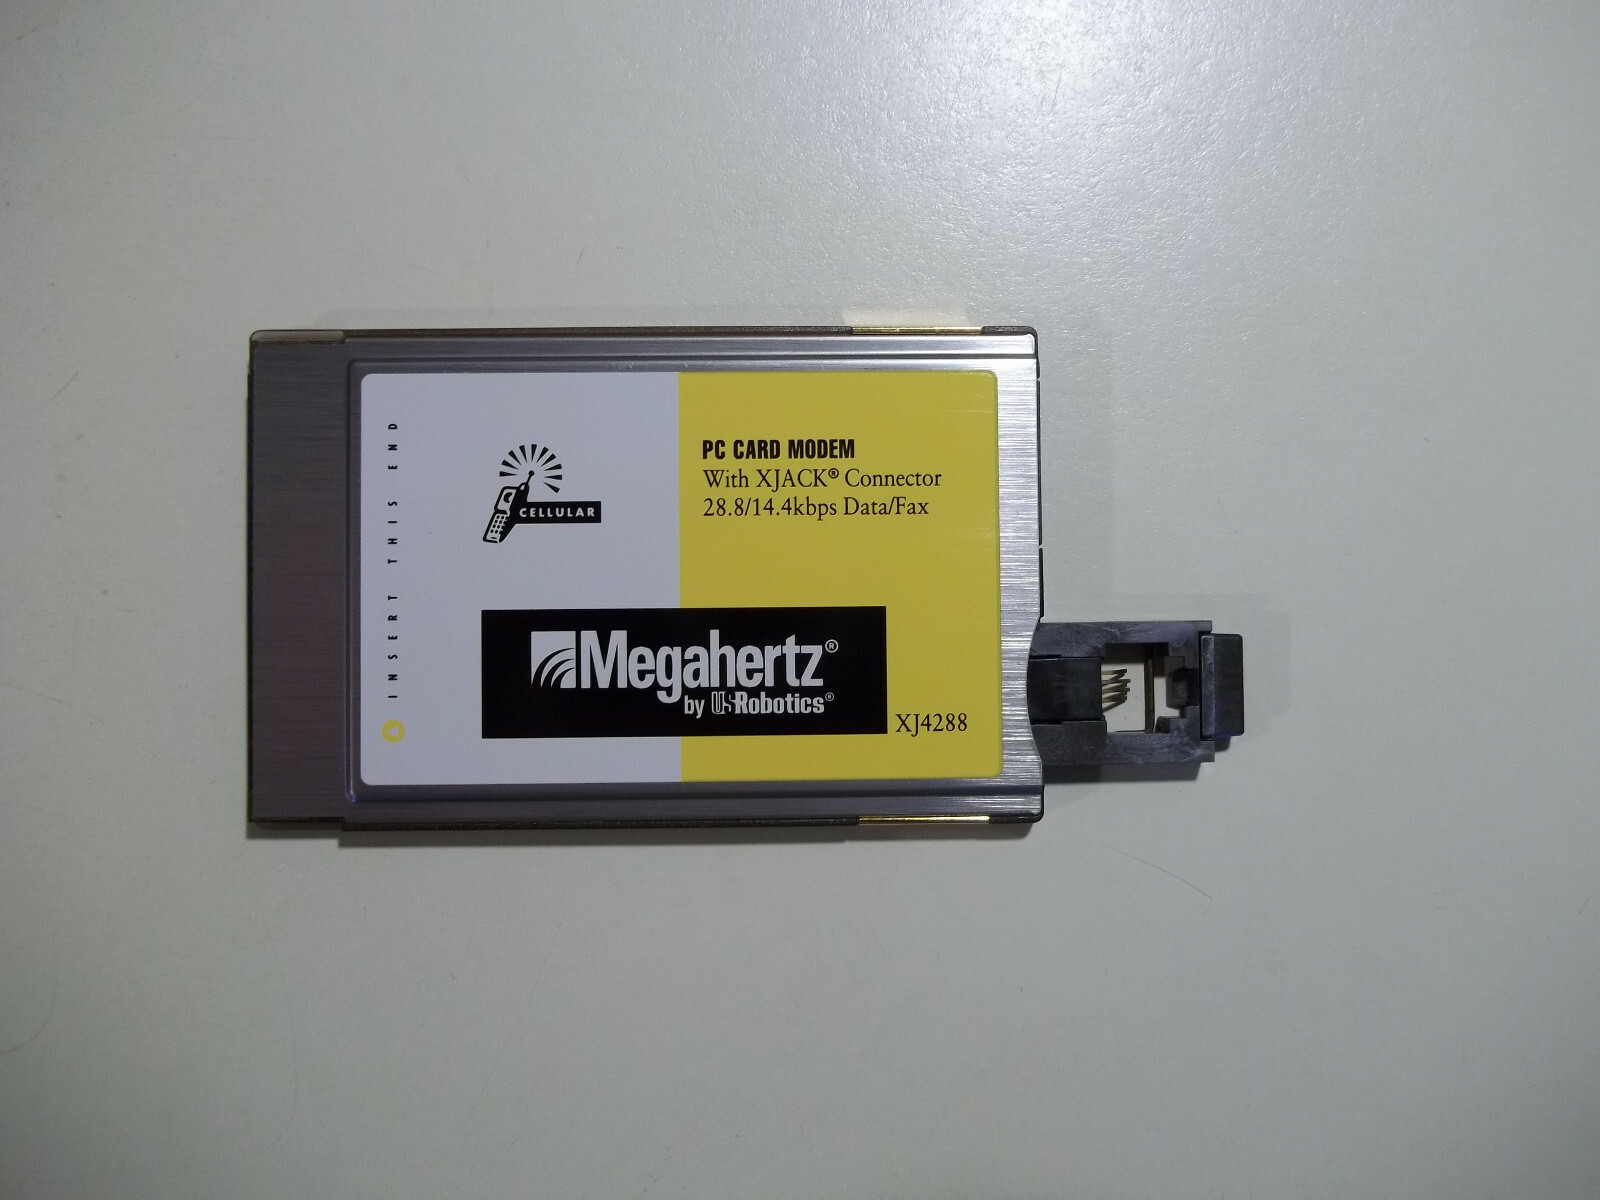 INSERT THIS END
CELLULAR
PC CARD MODEM
With XJACK® Connector
28.8/14.4kbps Data/Fax
Megahertz®
by USRobotics®
XJ4288